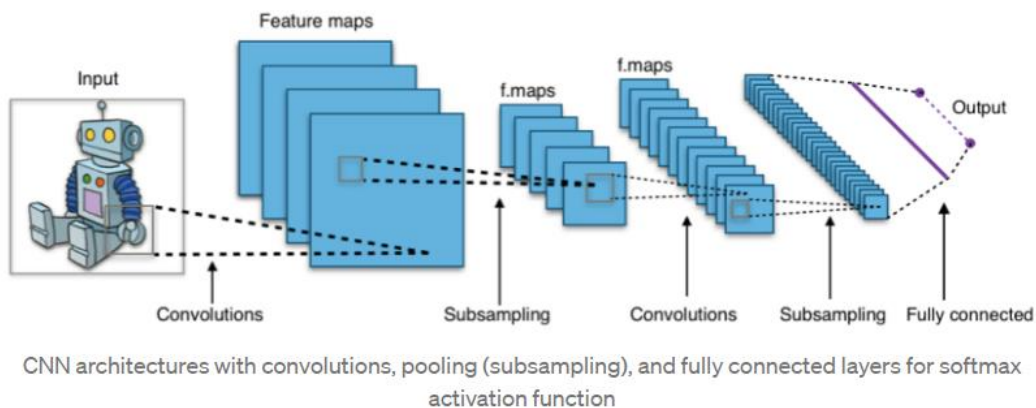 Feature maps
Input
f.maps
f.maps
Output
Convolutions
Subsampling
Convolutions
Subsampling
Fully connected
CNN architectures with convolutions, pooling (subsampling), and fully connected layers for softmax
activation function